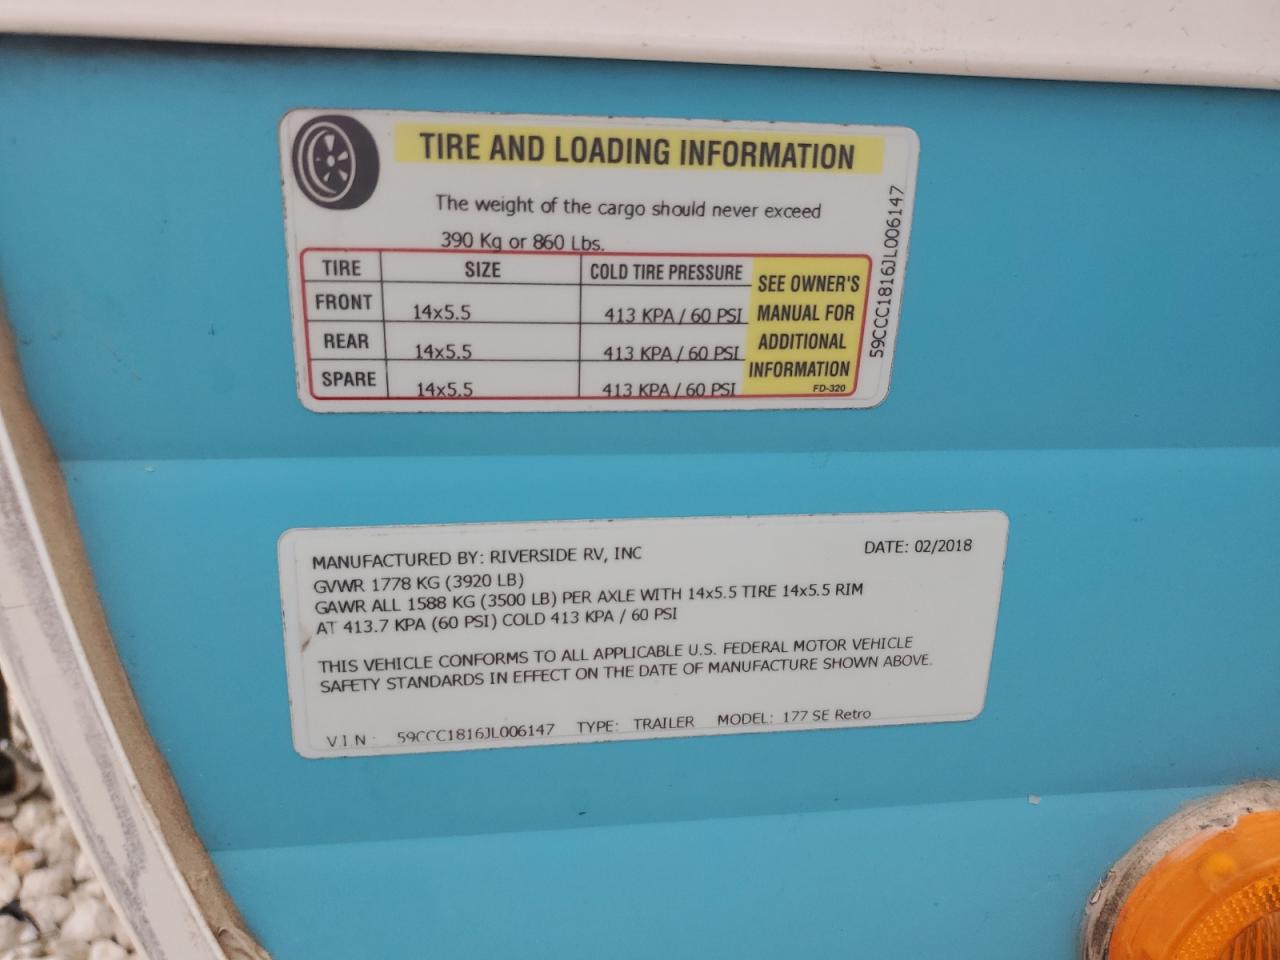 TIRE AND LOADING INFORMATION
The weight of the cargo should never exceed
390 Kg or 860 Lbs.
TIRE SIZE COLD TIRE PRESSURE
FRONT 14x5.5 413 KPA / 60 PSI
REAR 14x5.5 413 KPA / 60 PSI
SPARE 14x5.5 413 KPA / 60 PSI
SEE OWNER'S
MANUAL FOR
ADDITIONAL
INFORMATION
FD-320
59CCC1816JL006147
MANUFACTURED BY: RIVERSIDE RV, INC DATE: 02/2018
GVWR 1778 KG (3920 LB)
GAWR ALL 1588 KG (3500 LB) PER AXLE WITH 14x5.5 TIRE 14x5.5 RIM
AT 413.7 KPA (60 PSI) COLD 413 KPA / 60 PSI
THIS VEHICLE CONFORMS TO ALL APPLICABLE U.S. FEDERAL MOTOR VEHICLE
SAFETY STANDARDS IN EFFECT ON THE DATE OF MANUFACTURE SHOWN ABOVE.
V I N : 59CCC1816JL006147 TYPE: TRAILER MODEL: 177 SE Retro